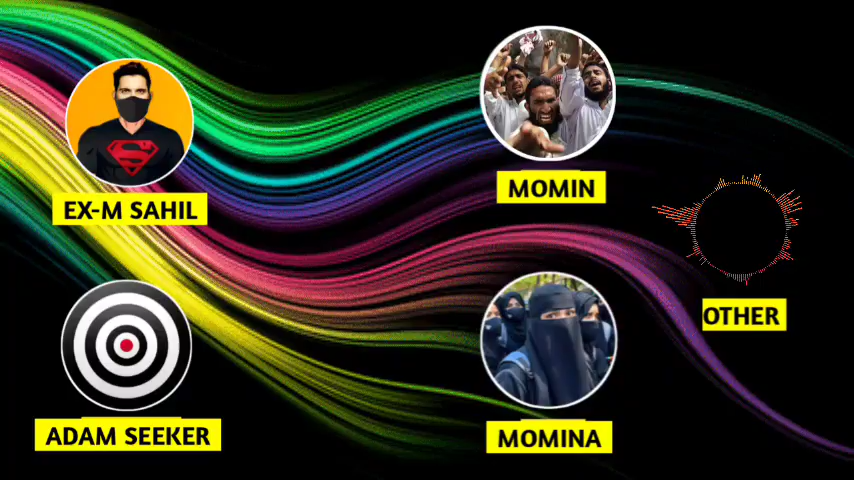 EX-M SAHIL
MOMIN
OTHER
ADAM SEEKER
MOMINA